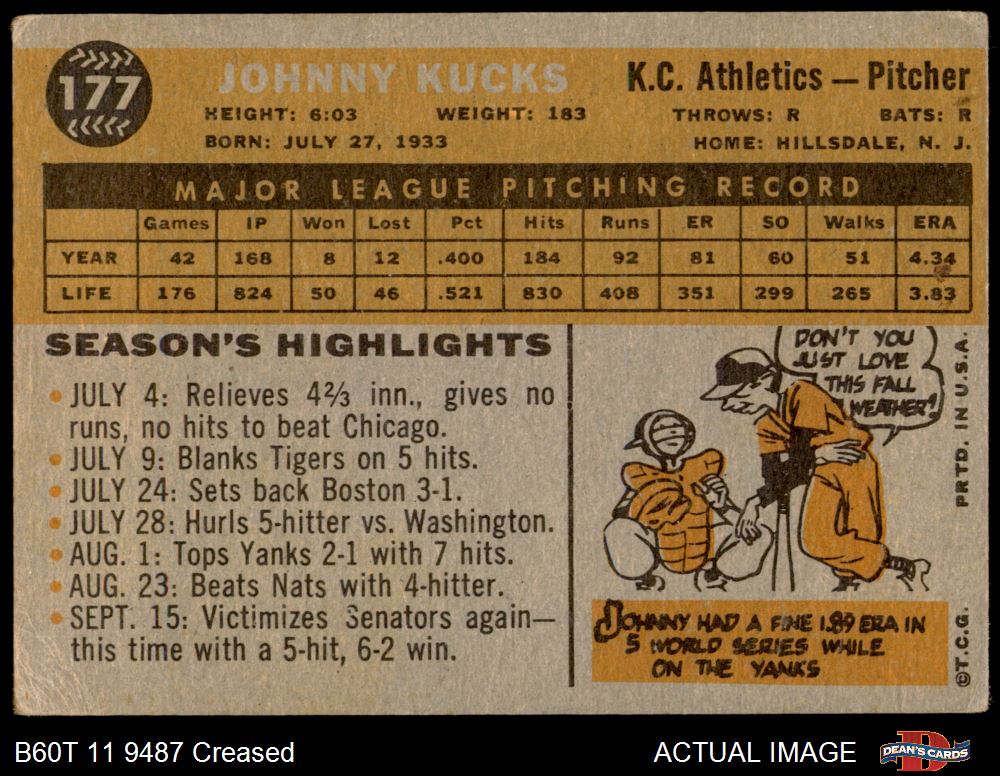 177
JOHNNY KUCKS
K.C. Athletics — Pitcher
HEIGHT: 6:03 WEIGHT: 183 THROWS: R BATS: R
BORN: JULY 27, 1933 HOME: HILLSDALE, N. J.
MAJOR LEAGUE PITCHING RECORD
Games IP Won Lost Pct Hits Runs ER SO Walks ERA
YEAR 42 168 8 12 .400 184 92 81 60 51 4.34
LIFE 176 824 50 46 .521 830 408 351 299 265 3.83
SEASON'S HIGHLIGHTS
• JULY 4: Relieves 4⅔ inn., gives no
runs, no hits to beat Chicago.
• JULY 9: Blanks Tigers on 5 hits.
• JULY 24: Sets back Boston 3-1.
• JULY 28: Hurls 5-hitter vs. Washington.
• AUG. 1: Tops Yanks 2-1 with 7 hits.
• AUG. 23: Beats Nats with 4-hitter.
• SEPT. 15: Victimizes Senators again—
this time with a 5-hit, 6-2 win.
DON'T YOU
JUST LOVE
THIS FALL
WEATHER?
JOHNNY HAD A FINE 1.89 ERA IN
5 WORLD SERIES WHILE
ON THE YANKS
©T.C.G. PRTD. IN U.S.A.
B60T 11 9487 Creased
ACTUAL IMAGE
DEAN'S CARDS